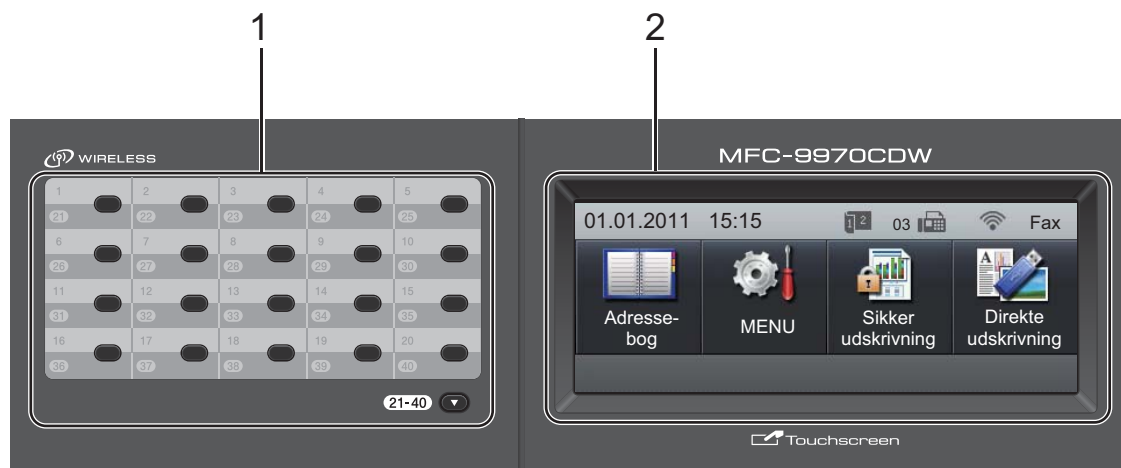 1 2
WIRELESS MFC-9970CDW
1 2 3 4 5
21 22 23 24 25
6 7 8 9 10
26 27 28 29 30
11 12 13 14 15
31 32 33 34 35
16 17 18 19 20
36 37 38 39 40
21-40
01.01.2011 15:15 1 2 03 Fax
Adresse-
bog
MENU
Sikker
udskrivning
A
Direkte
udskrivning
Touchscreen